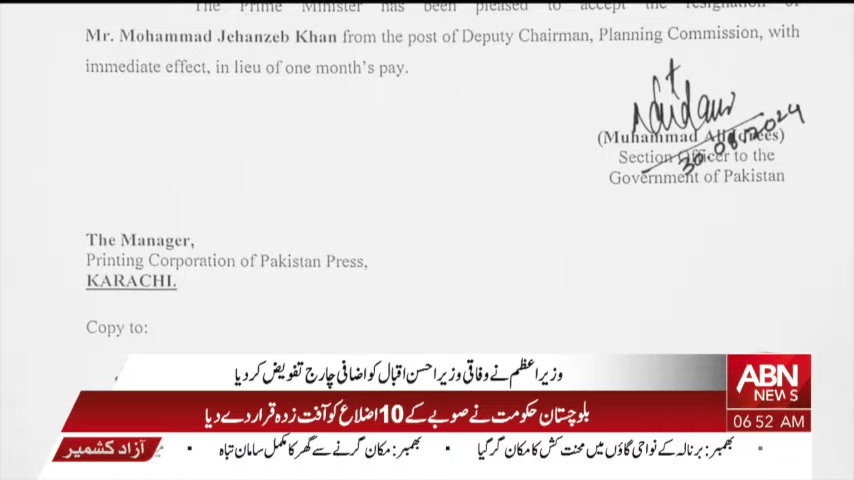 The Prime Minister has been pleased to accept the resignation of
Mr. Mohammad Jehanzeb Khan from the post of Deputy Chairman, Planning Commission, with
immediate effect, in lieu of one month's pay.
30-08-2024
(Muhammad Ali Idrees)
Section Officer to the
Government of Pakistan
The Manager,
Printing Corporation of Pakistan Press,
KARACHI.
Copy to:
وزیراعظم نے وفاقی وزیر احسن اقبال کو اضافی چارج تفویض کر دیا
بلوچستان حکومت نے صوبے کے 10 اضلاع کو آفت زدہ قرار دے دیا
ABN
NEWS
06:52 AM
آزاد کشمیر
بھمبر: برنالہ کے نواحی گاؤں میں محنت کش کا مکان گر گیا
بھمبر: مکان گرنے سے گھر کا مکمل سامان تباہ